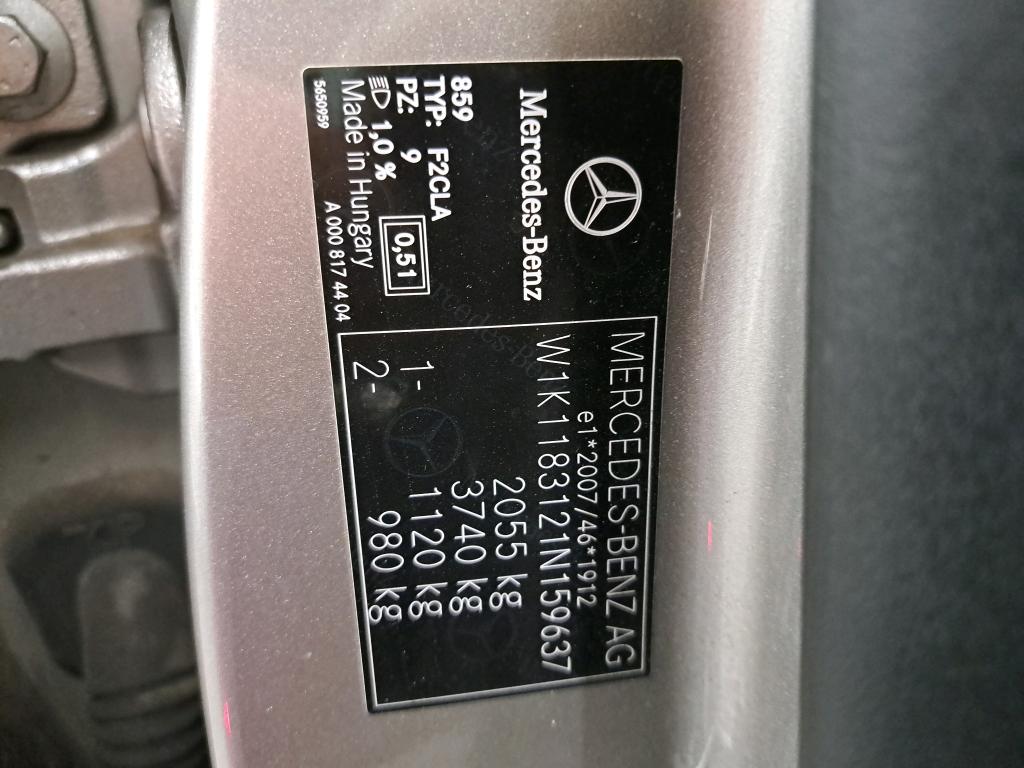 Mercedes-Benz
859
TYP: F2CLA
PZ: 9
0,51
1,0 %
Made in Hungary
5650959
A 000 817 44 04
MERCEDES-BENZ AG
e1*2007/46*1912
W1K1183121N159637
2055 kg
3740 kg
1- 1120 kg
2- 980 kg